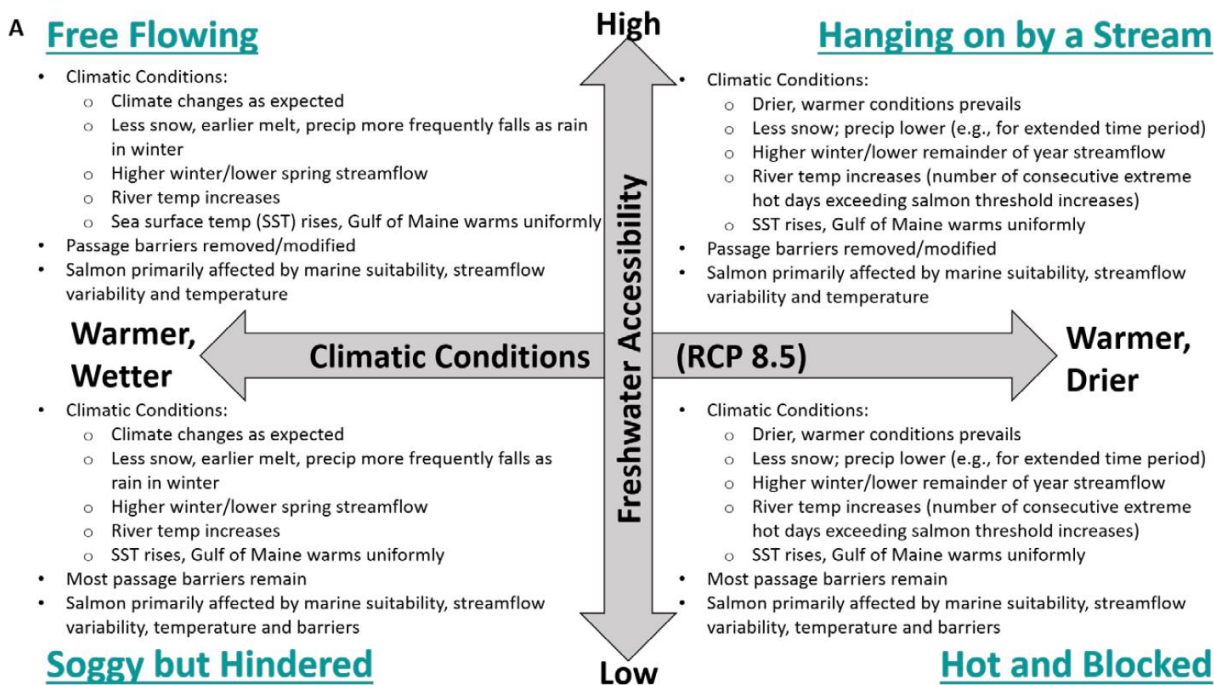 A
Free Flowing
• Climatic Conditions:
o Climate changes as expected
o Less snow, earlier melt, precip more frequently falls as rain
in winter
o Higher winter/lower spring streamflow
o River temp increases
o Sea surface temp (SST) rises, Gulf of Maine warms uniformly
• Passage barriers removed/modified
• Salmon primarily affected by marine suitability, streamflow
variability and temperature
High
Hanging on by a Stream
• Climatic Conditions:
o Drier, warmer conditions prevails
o Less snow; precip lower (e.g., for extended time period)
o Higher winter/lower remainder of year streamflow
o River temp increases (number of consecutive extreme
hot days exceeding salmon threshold increases)
o SST rises, Gulf of Maine warms uniformly
• Passage barriers removed/modified
• Salmon primarily affected by marine suitability, streamflow
variability and temperature
Warmer,
Wetter
Climatic Conditions (RCP 8.5)
Freshwater Accessibility
Warmer,
Drier
• Climatic Conditions:
o Climate changes as expected
o Less snow, earlier melt, precip more frequently falls as
rain in winter
o Higher winter/lower spring streamflow
o River temp increases
o SST rises, Gulf of Maine warms uniformly
• Most passage barriers remain
• Salmon primarily affected by marine suitability, streamflow
variability, temperature and barriers
Soggy but Hindered
Low
• Climatic Conditions:
o Drier, warmer conditions prevails
o Less snow; precip lower (e.g., for extended time period)
o Higher winter/lower remainder of year streamflow
o River temp increases (number of consecutive extreme
hot days exceeding salmon threshold increases)
o SST rises, Gulf of Maine warms uniformly
• Most passage barriers remain
• Salmon primarily affected by marine suitability, streamflow
variability, temperature and barriers
Hot and Blocked